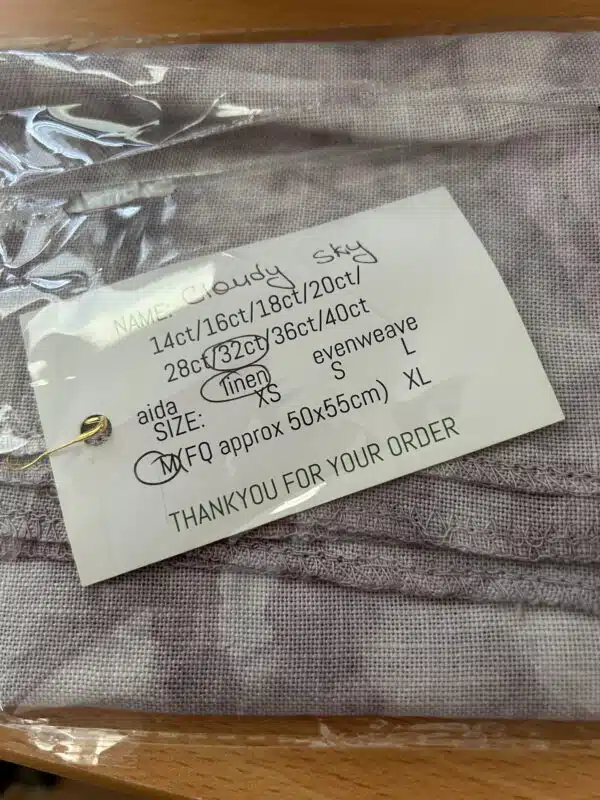 NAME: Cloudy Sky
14ct/16ct/18ct/20ct/
28ct/32ct/36ct/40ct
aida linen evenweave
SIZE: XS S L
M(FQ approx 50x55cm) XL
THANKYOU FOR YOUR ORDER